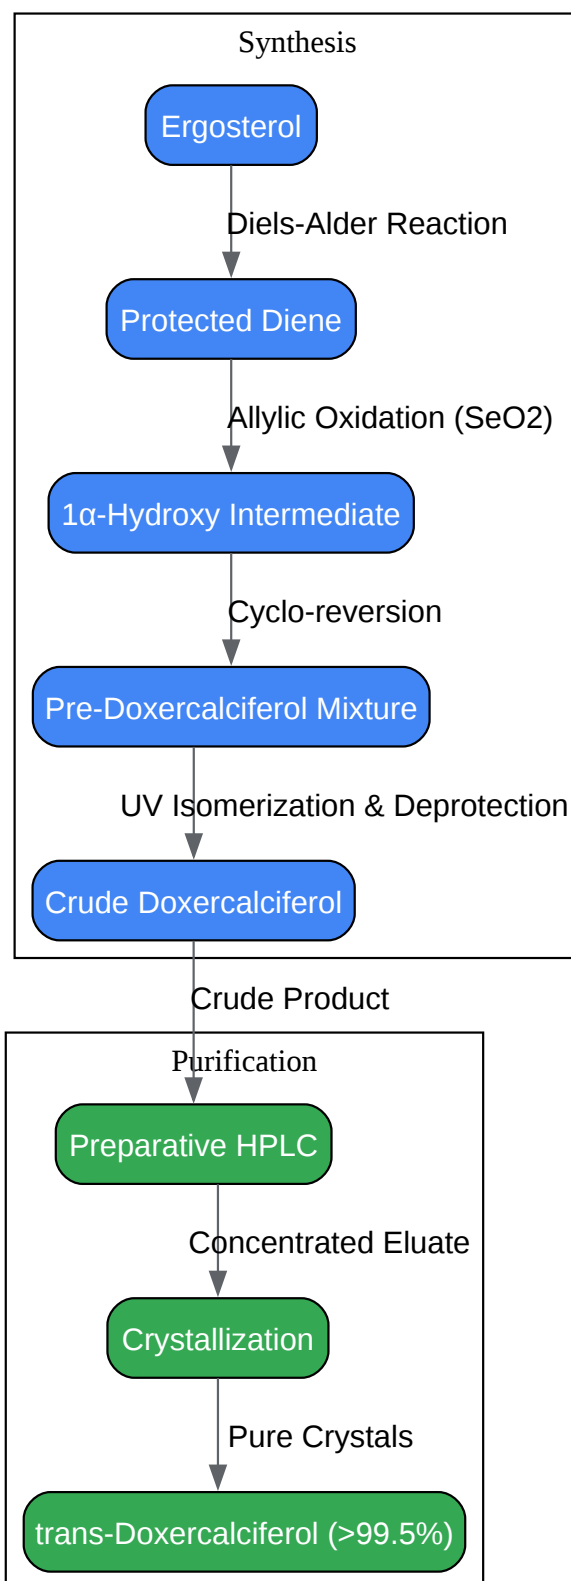 Synthesis
Ergosterol
Diels-Alder Reaction
Protected Diene
Allylic Oxidation (SeO2)
1α-Hydroxy Intermediate
Cyclo-reversion
Pre-Doxercalciferol Mixture
UV Isomerization & Deprotection
Crude Doxercalciferol
Crude Product
Purification
Preparative HPLC
Concentrated Eluate
Crystallization
Pure Crystals
trans-Doxercalciferol (>99.5%)